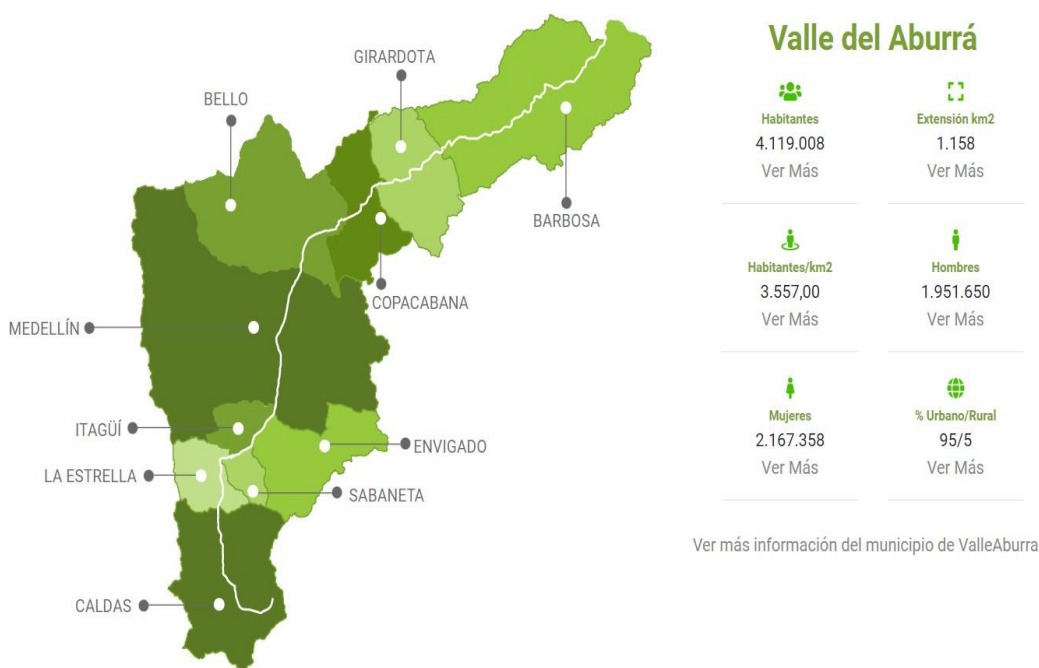 GIRARDOTA
BELLO
BARBOSA
COPACABANA
MEDELLÍN
ITAGÜÍ
ENVIGADO
LA ESTRELLA
SABANETA
CALDAS
Valle del Aburrá
Habitantes
4.119.008
Ver Más
Extensión km2
1.158
Ver Más
Habitantes/km2
3.557,00
Ver Más
Hombres
1.951.650
Ver Más
Mujeres
2.167.358
Ver Más
% Urbano/Rural
95/5
Ver Más
Ver más información del municipio de ValleAburra